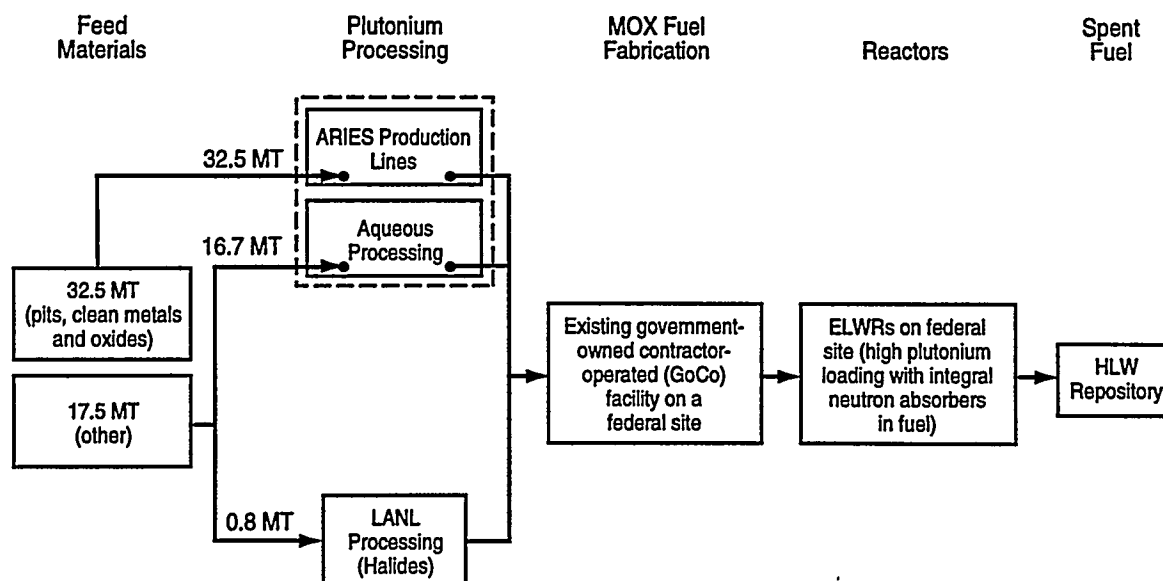 Feed
Materials
Plutonium
Processing
MOX Fuel
Fabrication
Reactors
Spent
Fuel
ARIES Production
Lines
32.5 MT
Aqueous
Processing
16.7 MT
32.5 MT
(pits, clean metals
and oxides)
17.5 MT
(other)
Existing government-
owned contractor-
operated (GoCo)
facility on a
federal site
ELWRs on federal
site (high plutonium
loading with integral
neutron absorbers
in fuel)
HLW
Repository
0.8 MT
LANL
Processing
(Halides)